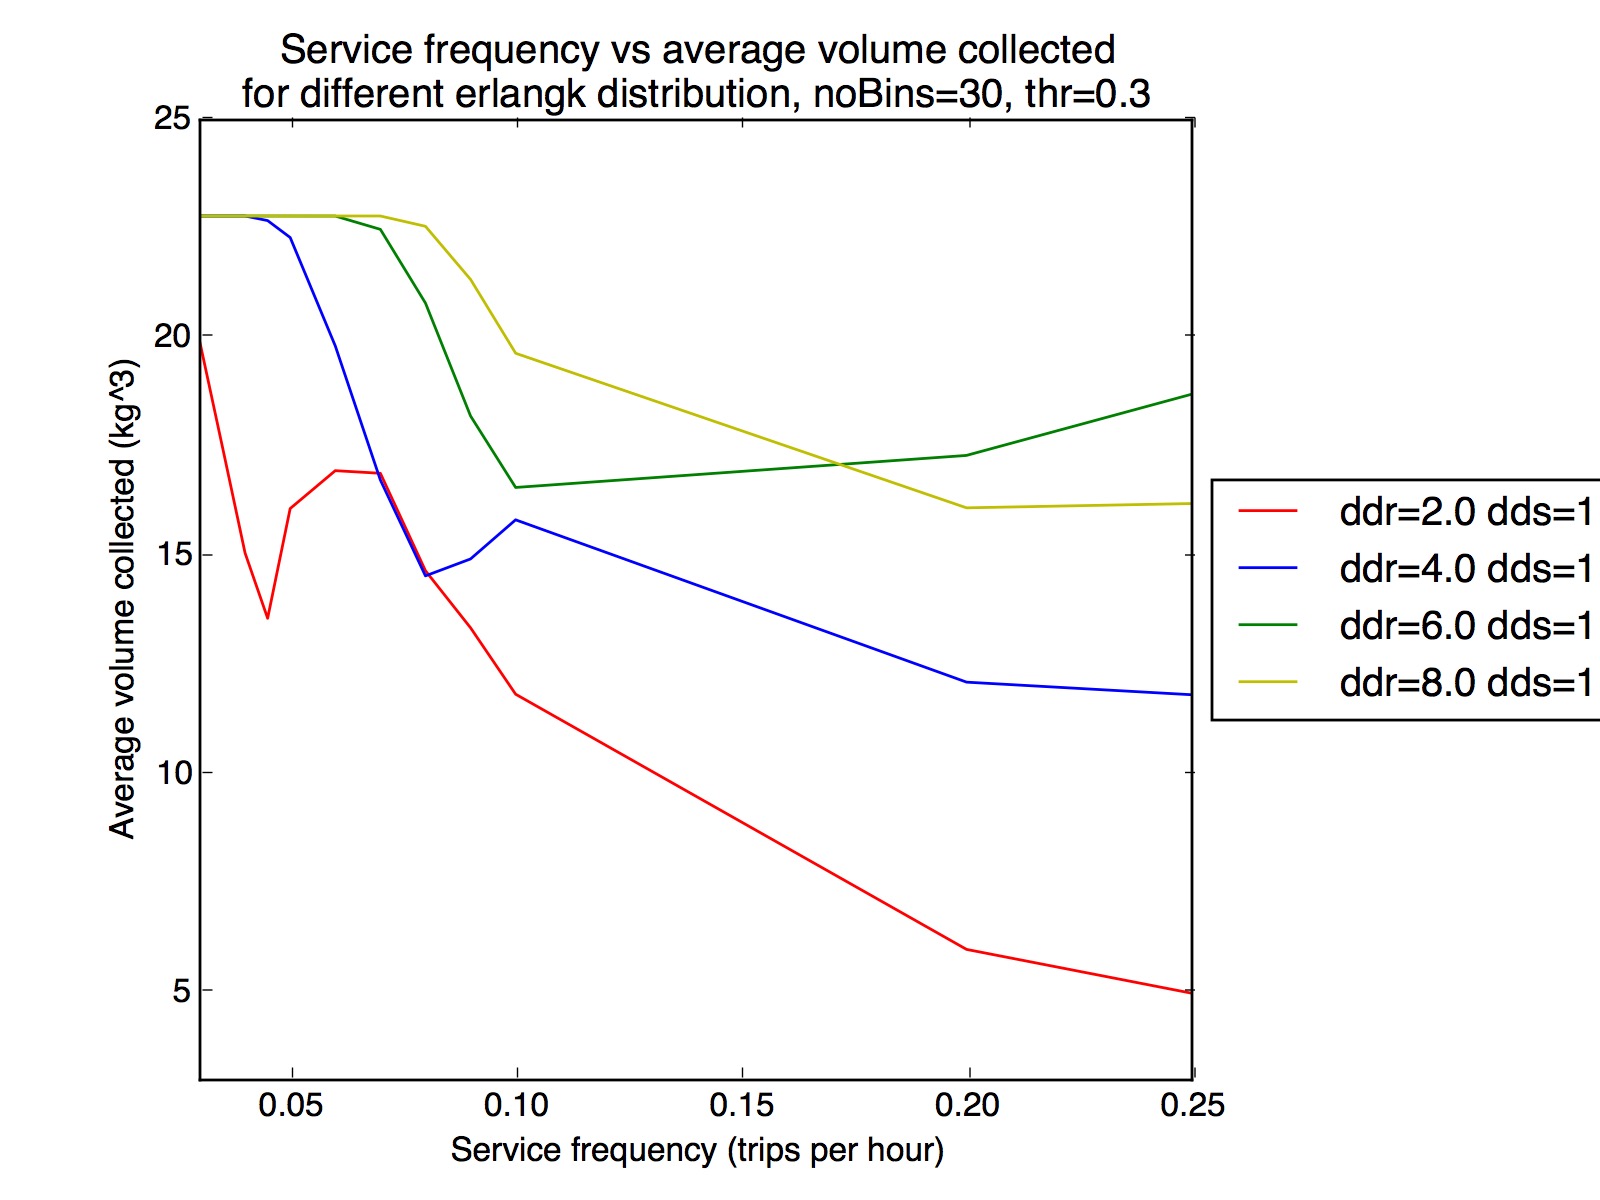 Service frequency vs average volume collected
for different erlangk distribution, noBins=30, thr=0.3
25
20
15
10
5
Average volume collected (kg^3)
0.05 0.10 0.15 0.20 0.25
Service frequency (trips per hour)
ddr=2.0 dds=1
ddr=4.0 dds=1
ddr=6.0 dds=1
ddr=8.0 dds=1